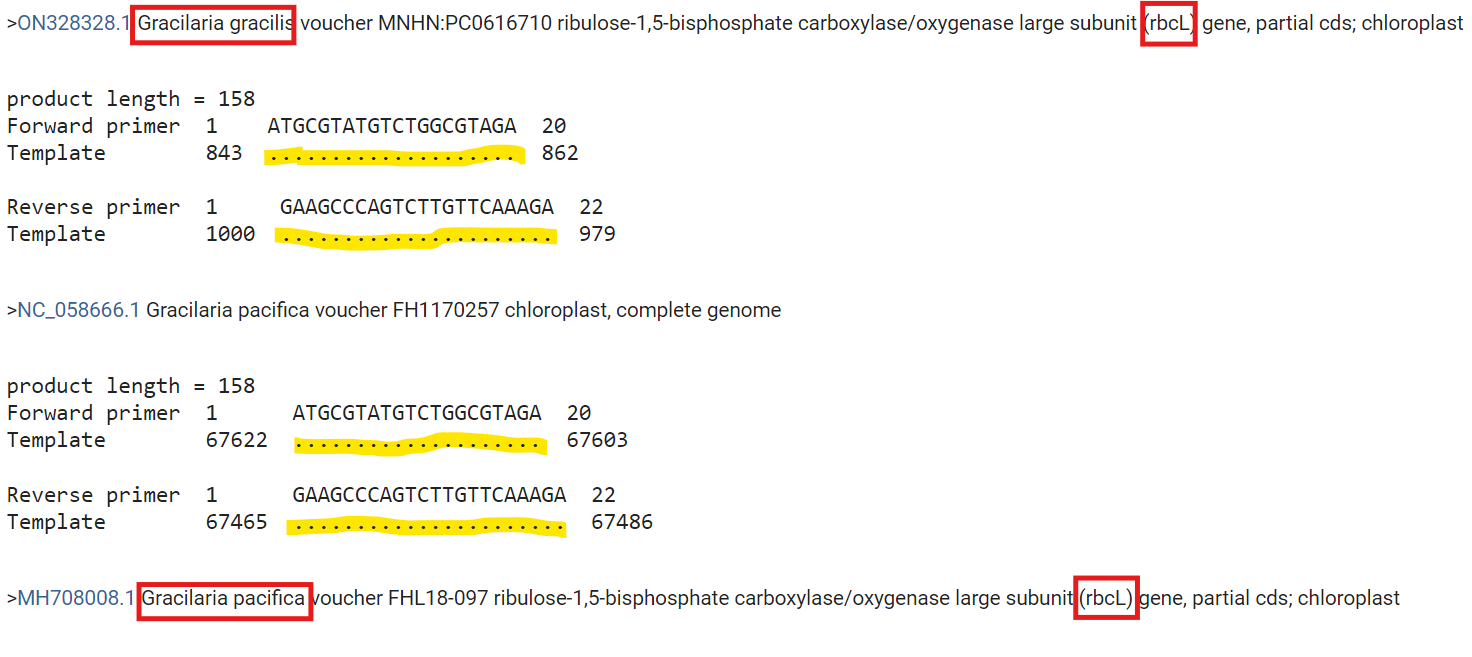 >ON328328.1 Gracilaria gracilis voucher MNHN:PC0616710 ribulose-1,5-bisphosphate carboxylase/oxygenase large subunit (rbcL) gene, partial cds; chloroplast
product length = 158
Forward primer 1 ATGCGTATGTCTGGCGTAGA 20
Template 843 .................... 862
Reverse primer 1 GAAGCCCAGTCTTGTTCAAAGA 22
Template 1000 ...................... 979
>NC_058666.1 Gracilaria pacifica voucher FH1170257 chloroplast, complete genome
product length = 158
Forward primer 1 ATGCGTATGTCTGGCGTAGA 20
Template 67622 .................... 67603
Reverse primer 1 GAAGCCCAGTCTTGTTCAAAGA 22
Template 67465 ...................... 67486
>MH708008.1 Gracilaria pacifica voucher FHL18-097 ribulose-1,5-bisphosphate carboxylase/oxygenase large subunit (rbcL) gene, partial cds; chloroplast